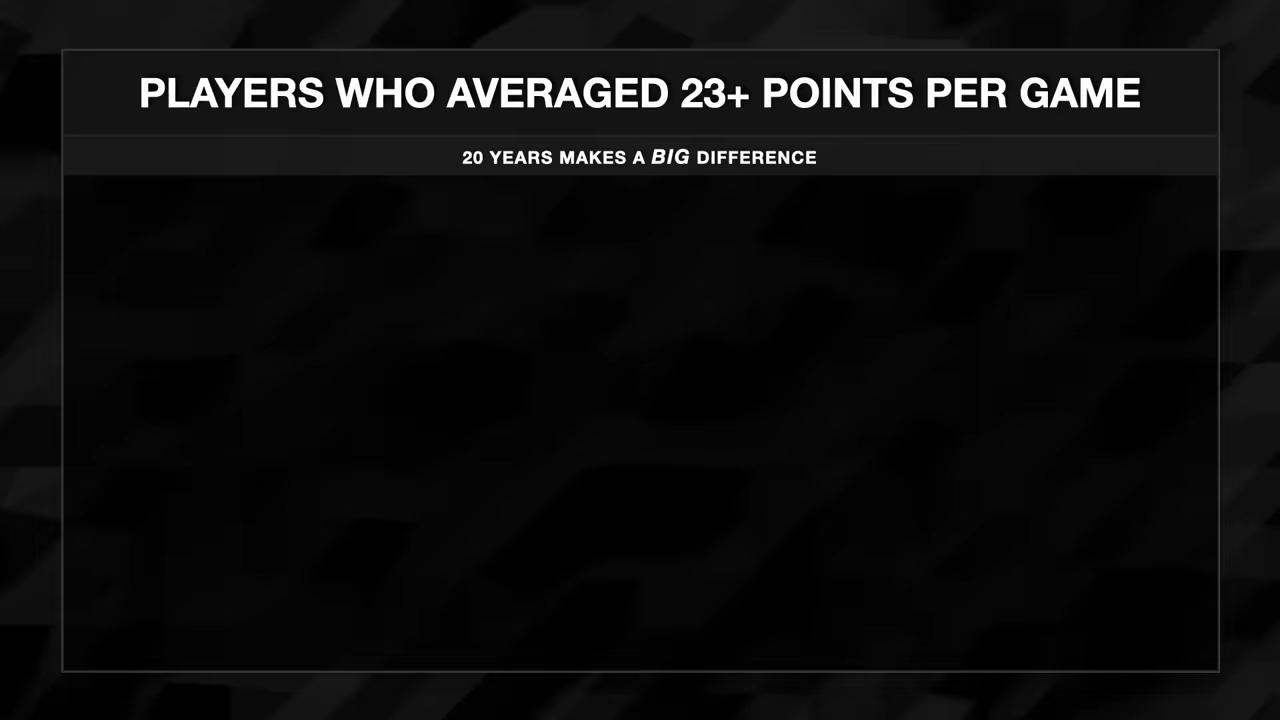 PLAYERS WHO AVERAGED 23+ POINTS PER GAME
20 YEARS MAKES A BIG DIFFERENCE